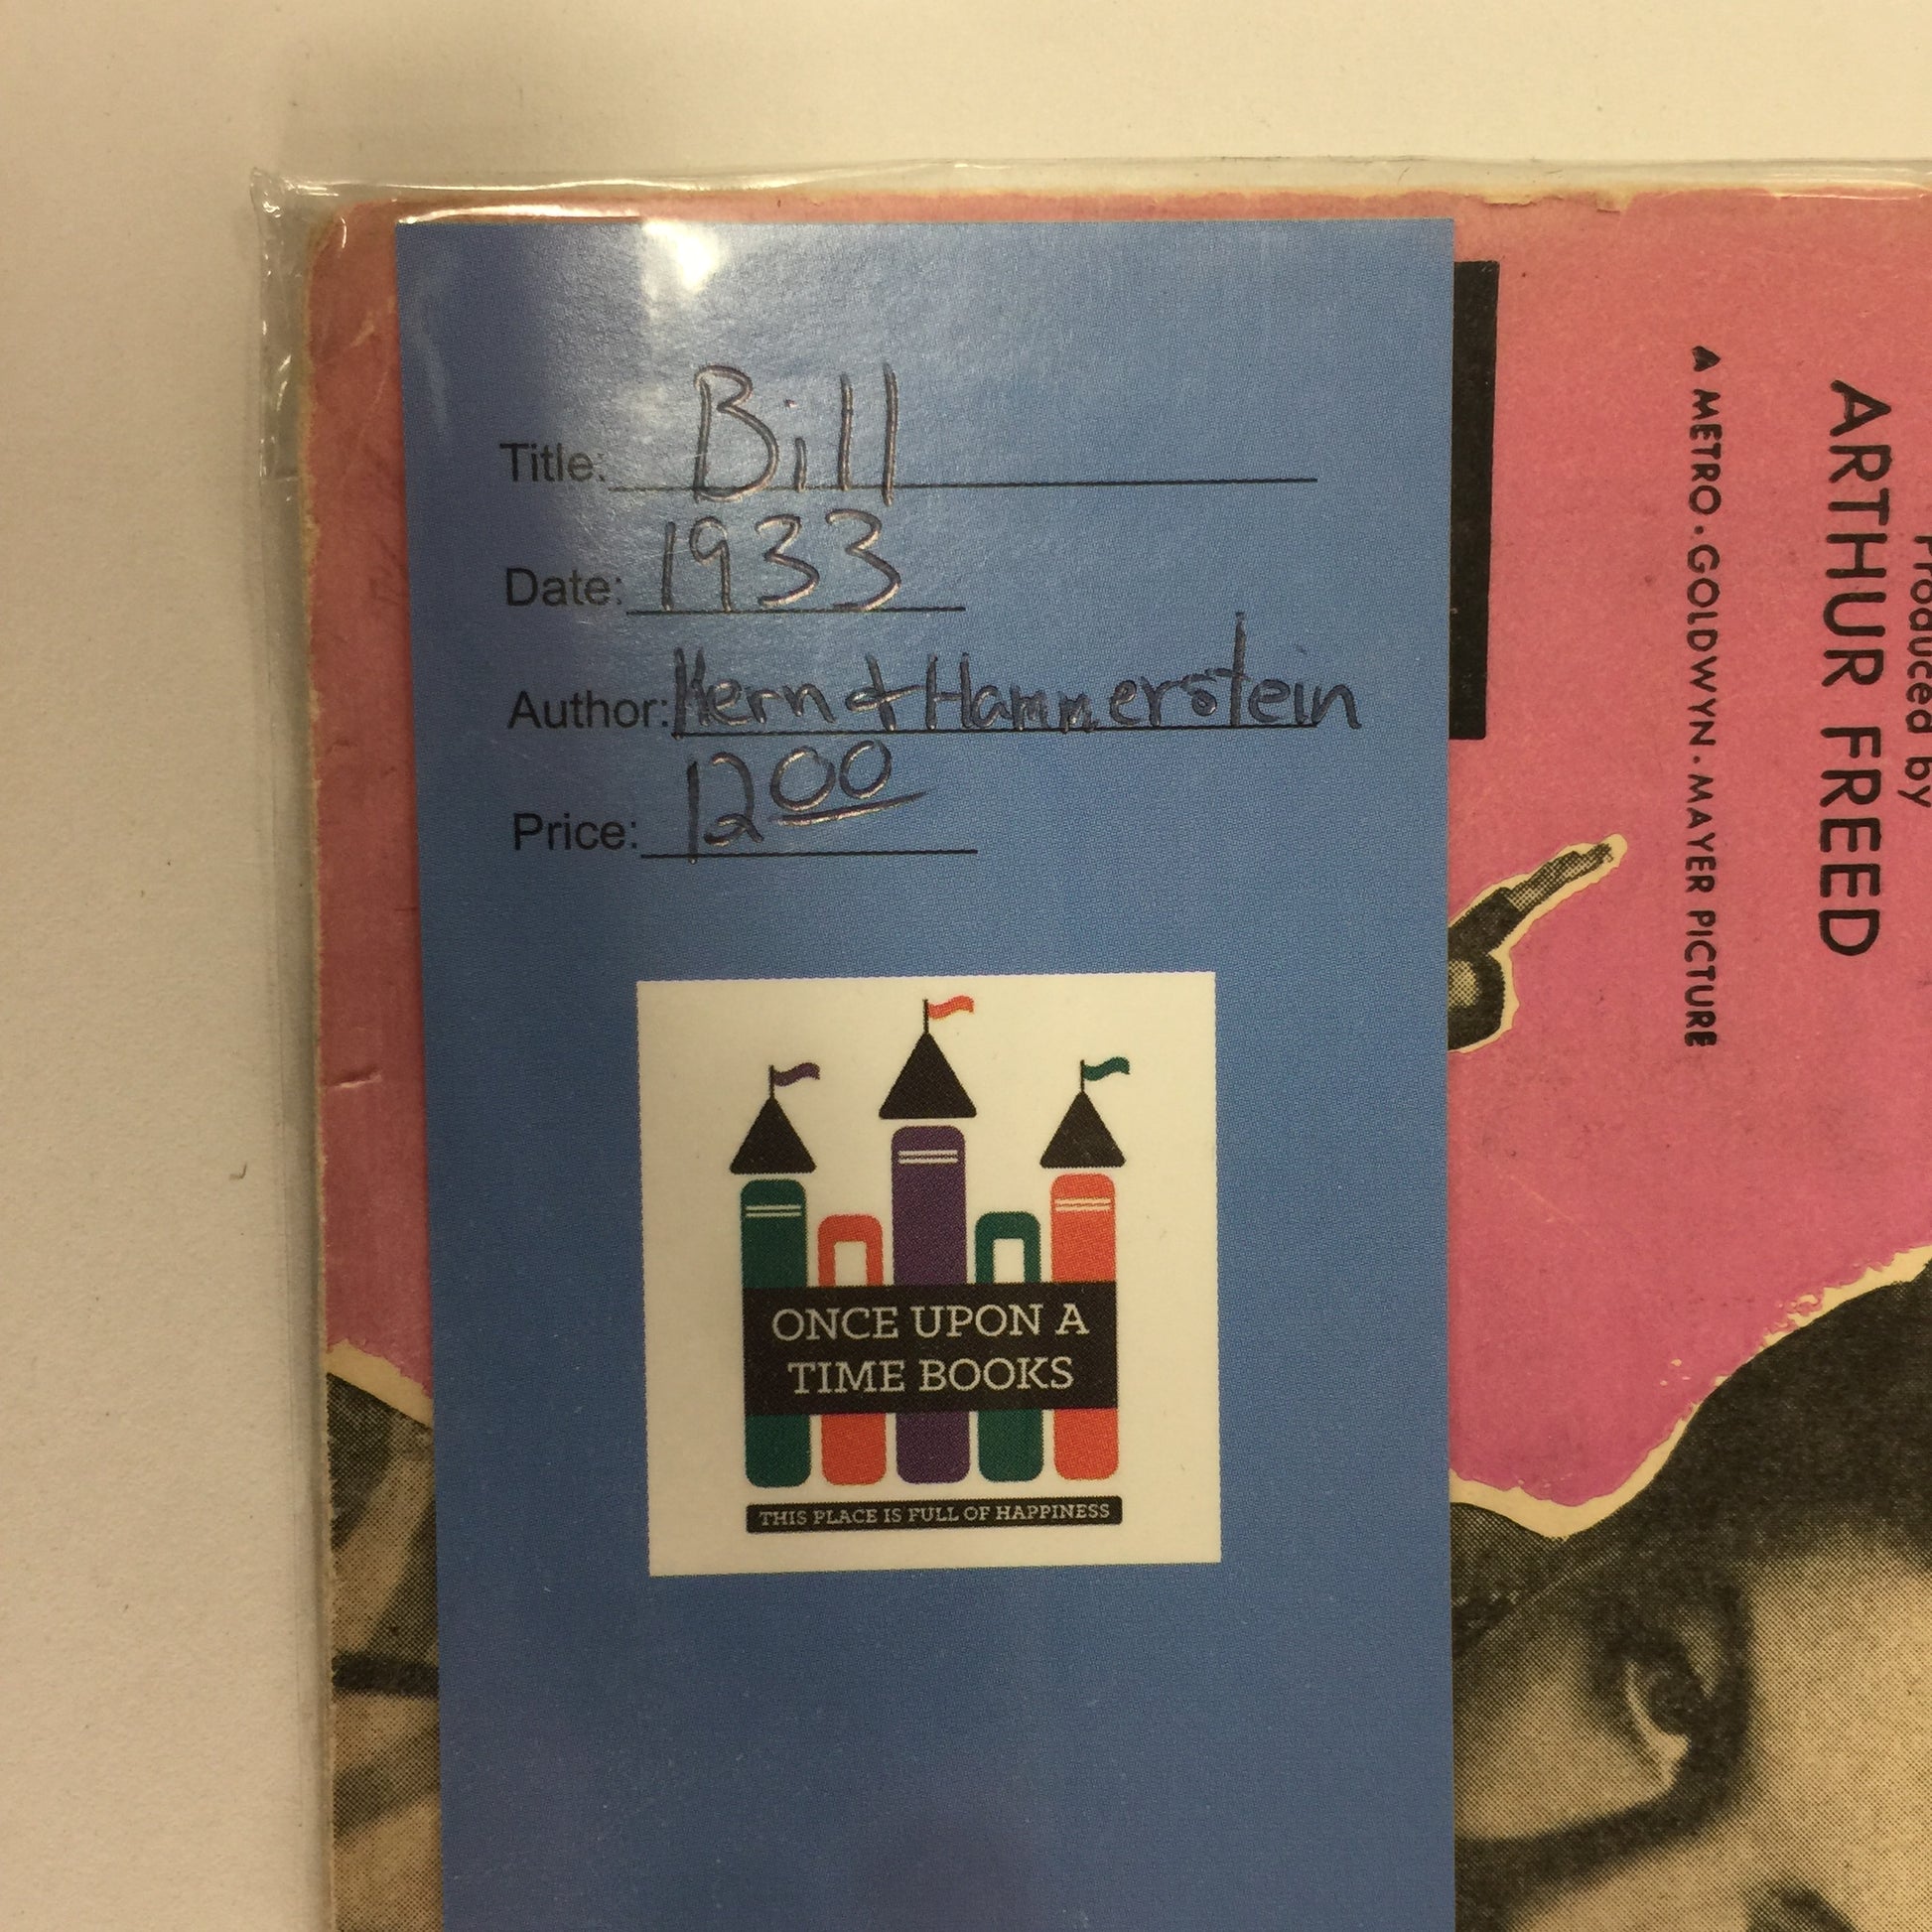 Title: Bill
Date: 1933
Author: Kern & Hammerstein
Price: 12 00
ONCE UPON A
TIME BOOKS
THIS PLACE IS FULL OF HAPPINESS
Produced by
ARTHUR FREED
A METRO-GOLDWYN-MAYER PICTURE